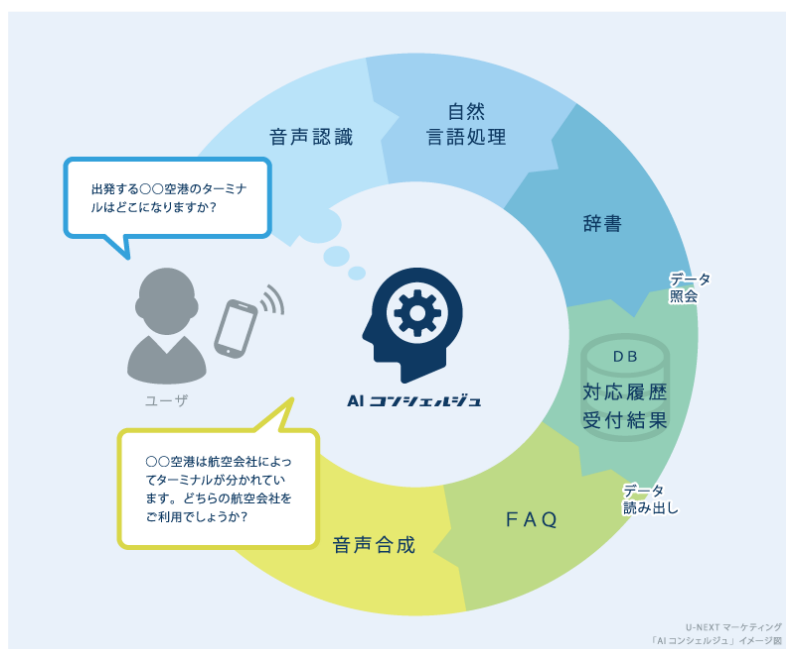 音声認識
自然
言語処理
辞書
データ
照会
DB
対応履歴
受付結果
データ
読み出し
FAQ
音声合成
出発する〇〇空港のターミナ
ルはどこになりますか？
ユーザ
AI コンシェルジュ
〇〇空港は航空会社によっ
てターミナルが分かれてい
ます。どちらの航空会社を
ご利用でしょうか？
U-NEXT マーケティング
「AI コンシェルジュ」イメージ図